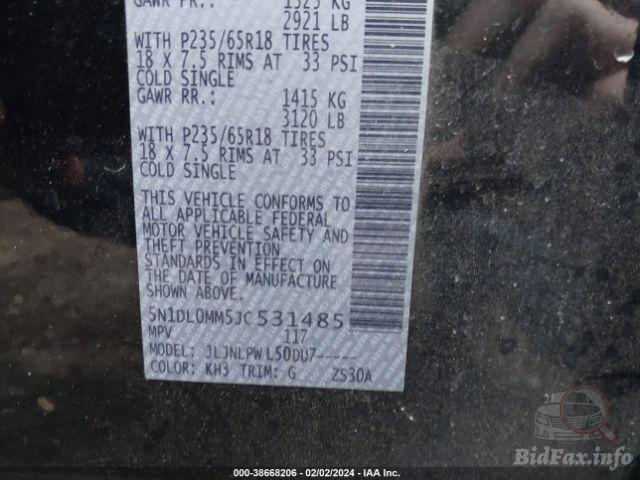 GAWR FR.: 1325 KG
2921 LB
WITH P235/65R18 TIRES
18 X 7.5 RIMS AT 33 PSI
COLD SINGLE
GAWR RR.: 1415 KG
3120 LB
WITH P235/65R18 TIRES
18 X 7.5 RIMS AT 33 PSI
COLD SINGLE
THIS VEHICLE CONFORMS TO
ALL APPLICABLE FEDERAL
MOTOR VEHICLE SAFETY AND
THEFT PREVENTION
STANDARDS IN EFFECT ON
THE DATE OF MANUFACTURE
SHOWN ABOVE.
5N1DL0MM5JC531485
MPV 117
MODEL: JLJNLPWL50DU7-----
COLOR: KH3 TRIM: G ZS30A
000-38668206 - 02/02/2024 - IAA Inc.
BidFax.info